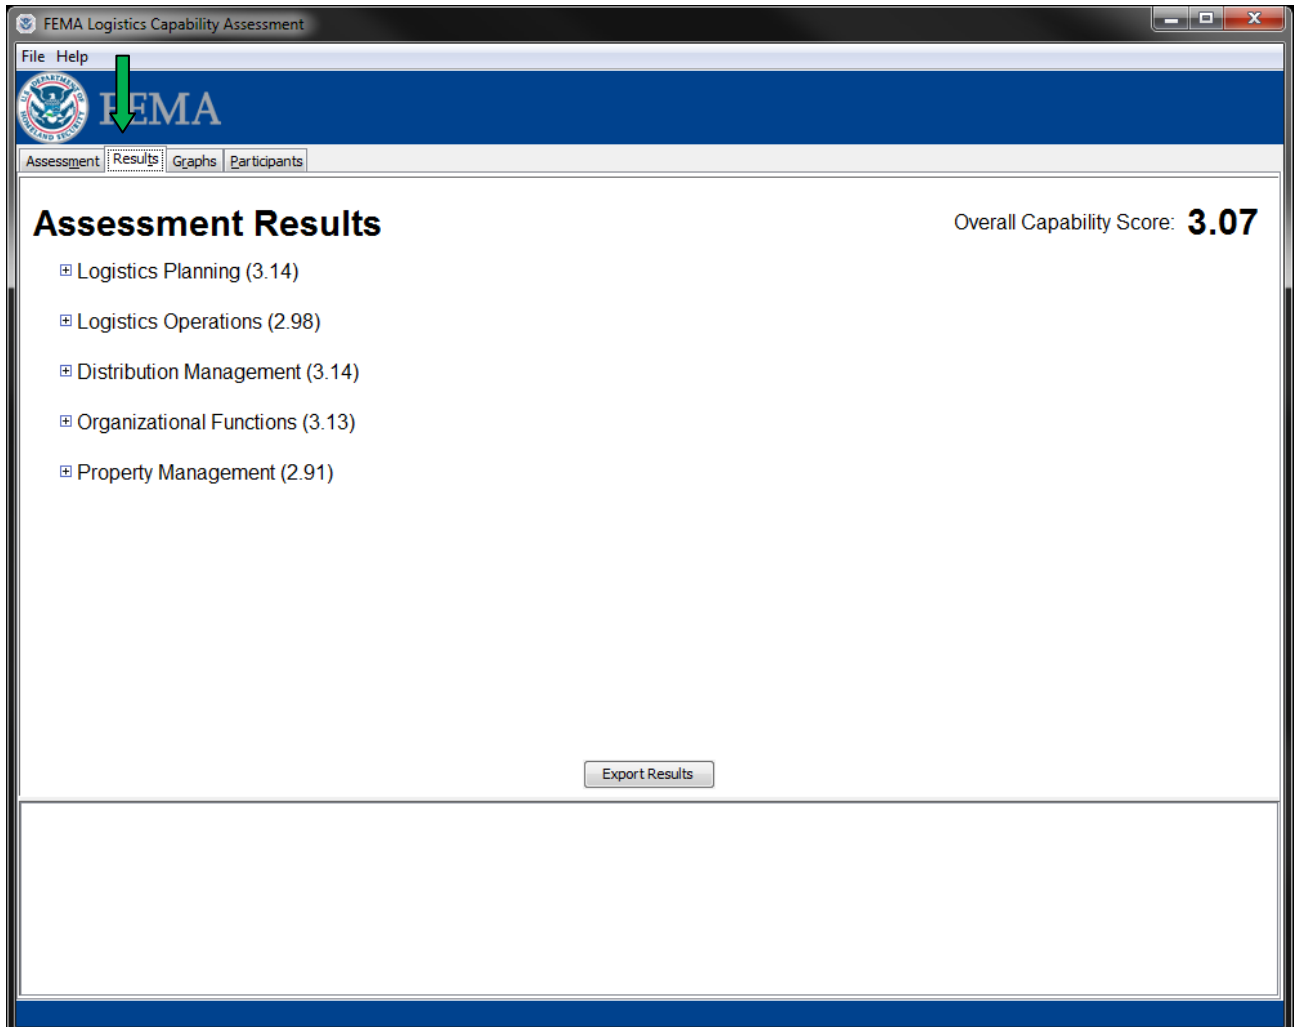 FEMA Logistics Capability Assessment
File Help
FEMA
Assessment Results Graphs Participants
Assessment Results
Overall Capability Score: 3.07
Logistics Planning (3.14)
Logistics Operations (2.98)
Distribution Management (3.14)
Organizational Functions (3.13)
Property Management (2.91)
Export Results